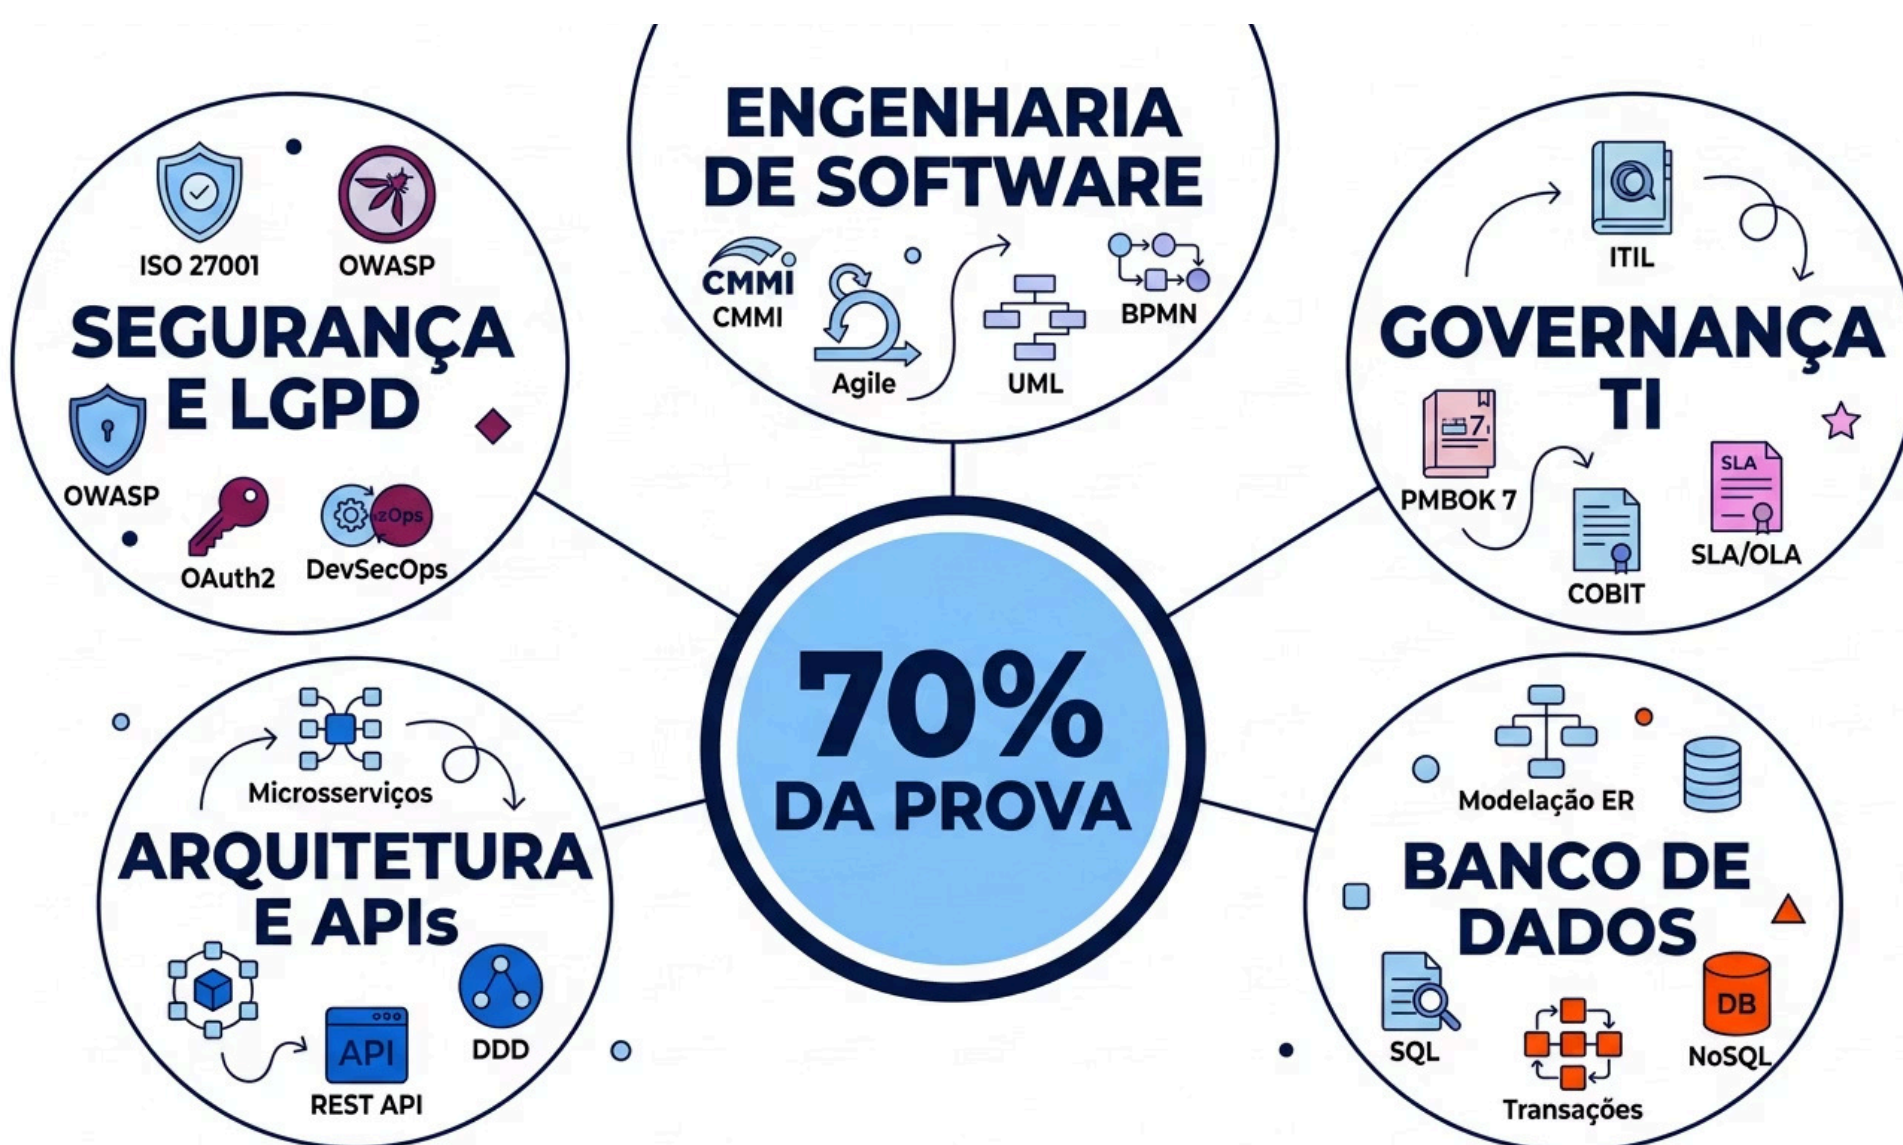 ENGENHARIA
DE SOFTWARE
CMMI
CMMI
Agile
UML
BPMN
ISO 27001
OWASP
SEGURANÇA
E LGPD
OWASP
OAuth2
DevSecOps
ITIL
GOVERNANÇA
TI
7
PMBOK 7
COBIT
SLA
SLA/OLA
70%
DA PROVA
Microsserviços
ARQUITETURA
E APIs
API
REST API
DDD
Modelação ER
BANCO DE
DADOS
SQL
Transações
DB
NoSQL